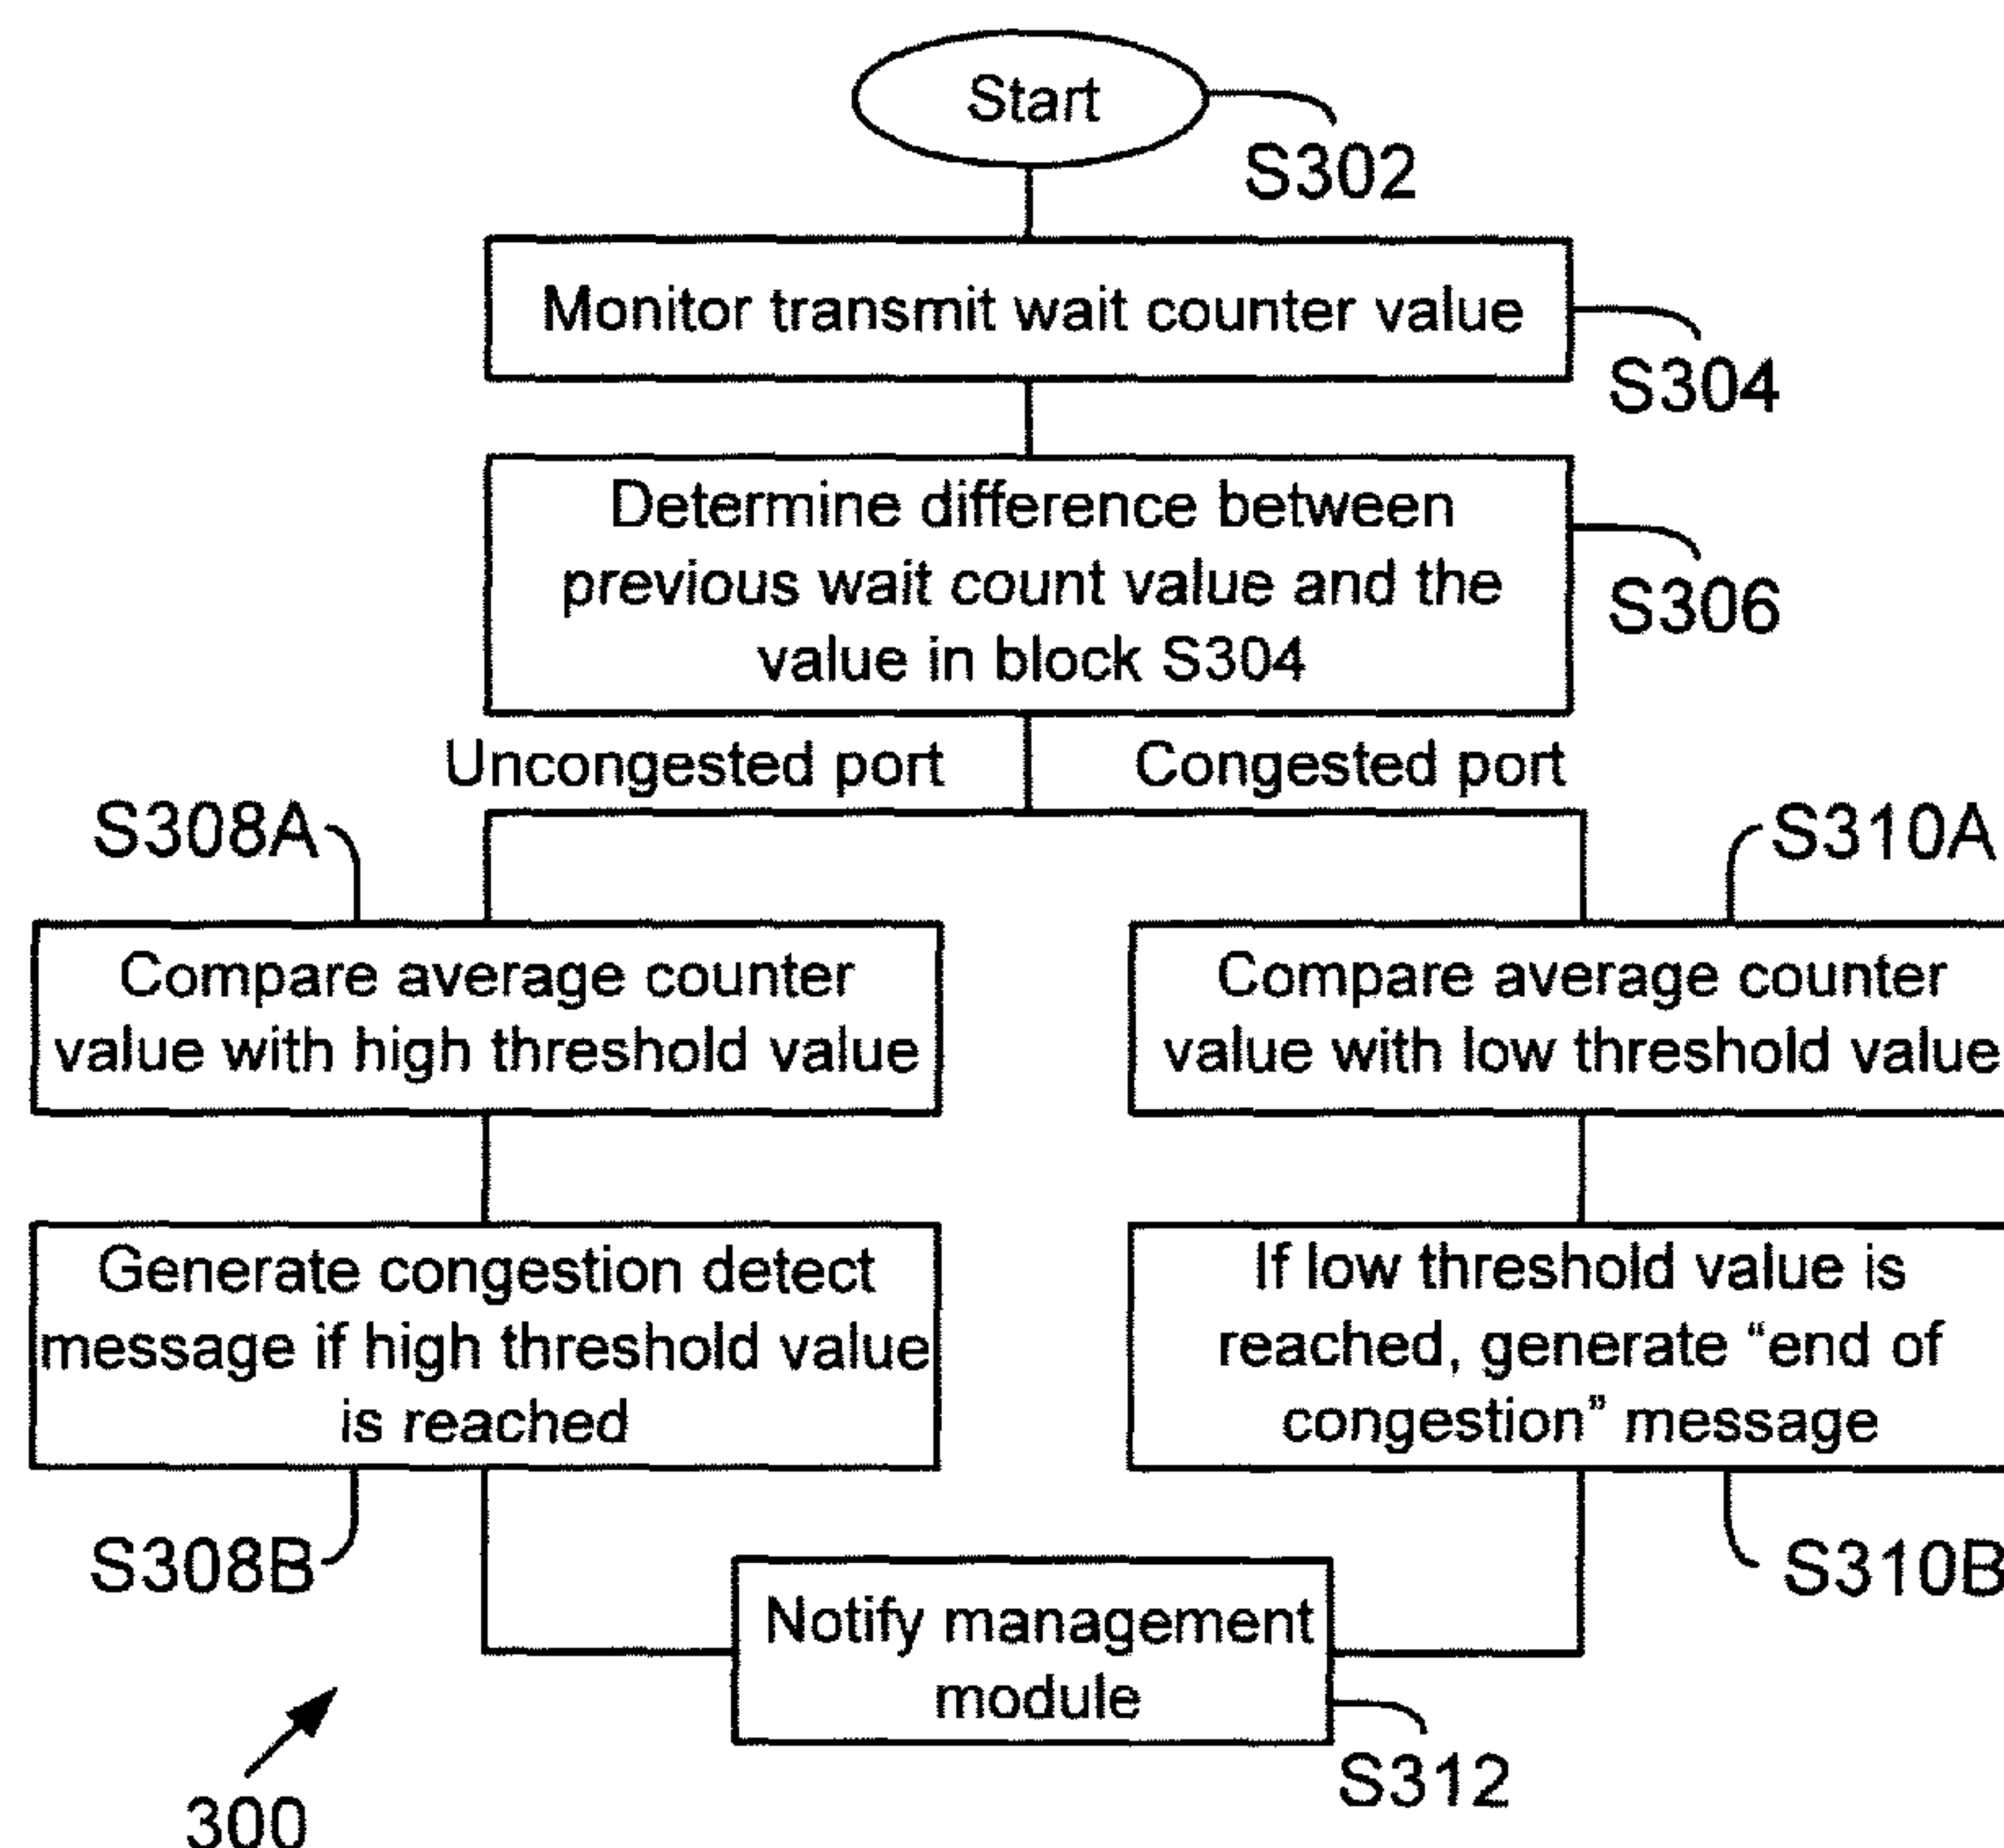 Start
S302
Monitor transmit wait counter value
S304
Determine difference between
previous wait count value and the
value in block S304
S306
Uncongested port
Congested port
S308A
S310A
Compare average counter
value with high threshold value
Compare average counter
value with low threshold value
Generate congestion detect
message if high threshold value
is reached
If low threshold value is
reached, generate “end of
congestion” message
S308B
S310B
Notify management
module
S312
300